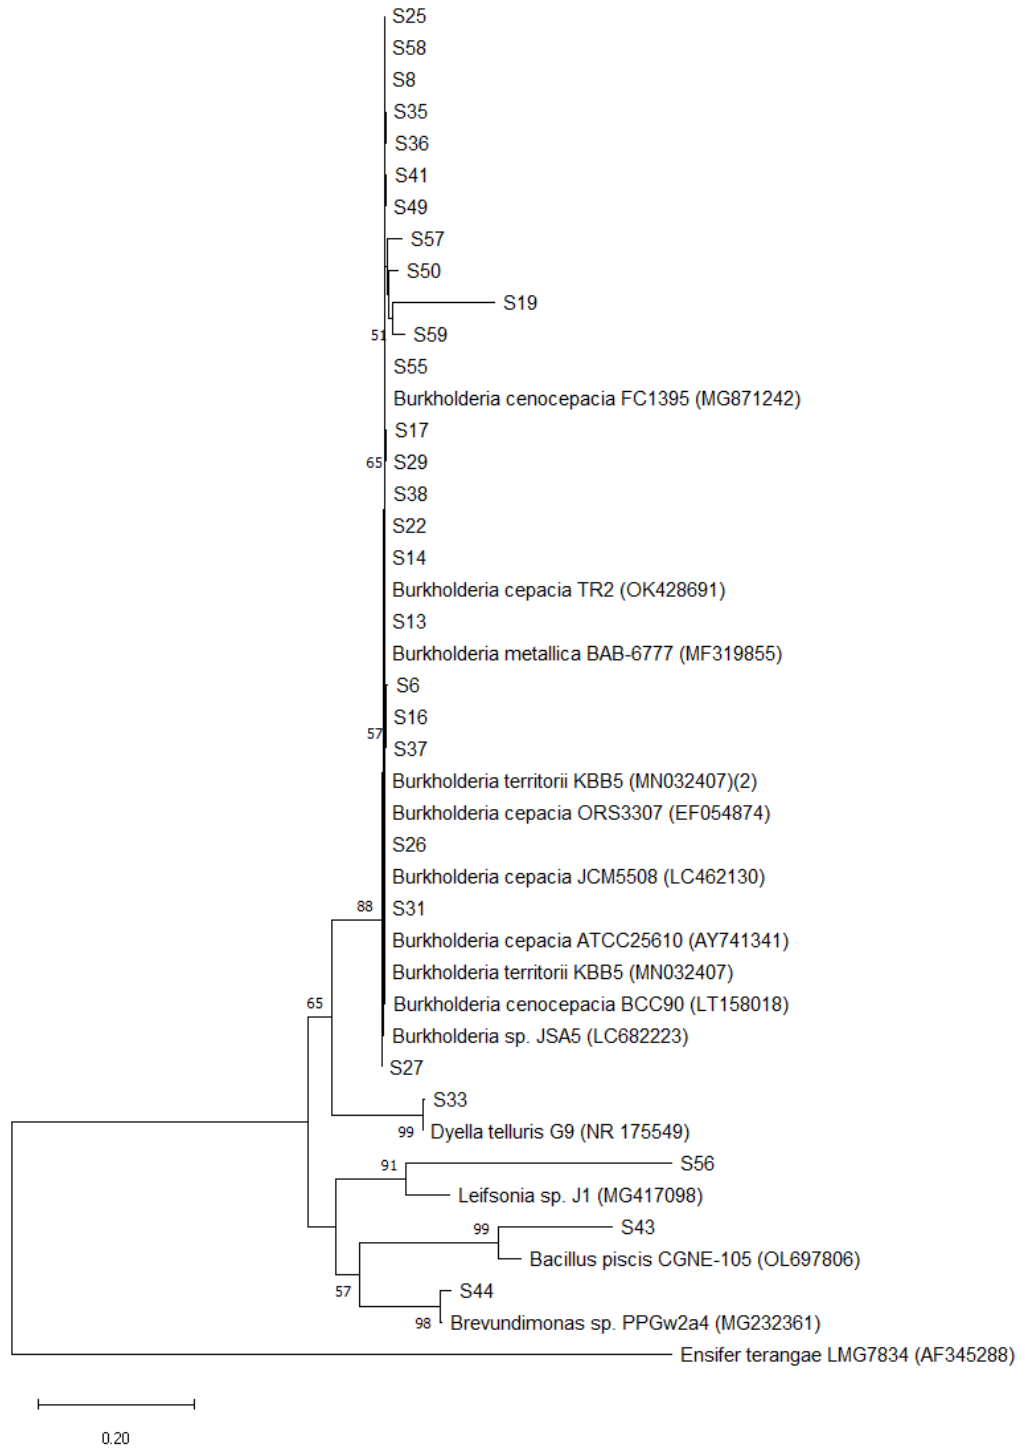 S25
S58
S8
S35
S36
S41
S49
S57
S50
S19
51
S59
S55
Burkholderia cenocepacia FC1395 (MG871242)
S17
65
S29
S38
S22
S14
Burkholderia cepacia TR2 (OK428691)
S13
Burkholderia metallica BAB-6777 (MF319855)
S6
S16
57
S37
Burkholderia territorii KBB5 (MN032407)(2)
Burkholderia cepacia ORS3307 (EF054874)
S26
Burkholderia cepacia JCM5508 (LC462130)
88
S31
Burkholderia cepacia ATCC25610 (AY741341)
Burkholderia territorii KBB5 (MN032407)
65
Burkholderia cenocepacia BCC90 (LT158018)
Burkholderia sp. JSA5 (LC682223)
S27
S33
99
Dyella telluris G9 (NR 175549)
91
S56
Leifsonia sp. J1 (MG417098)
99
S43
Bacillus piscis CGNE-105 (OL697806)
57
S44
98
Brevundimonas sp. PPGw2a4 (MG232361)
Ensifer terangae LMG7834 (AF345288)
0.20